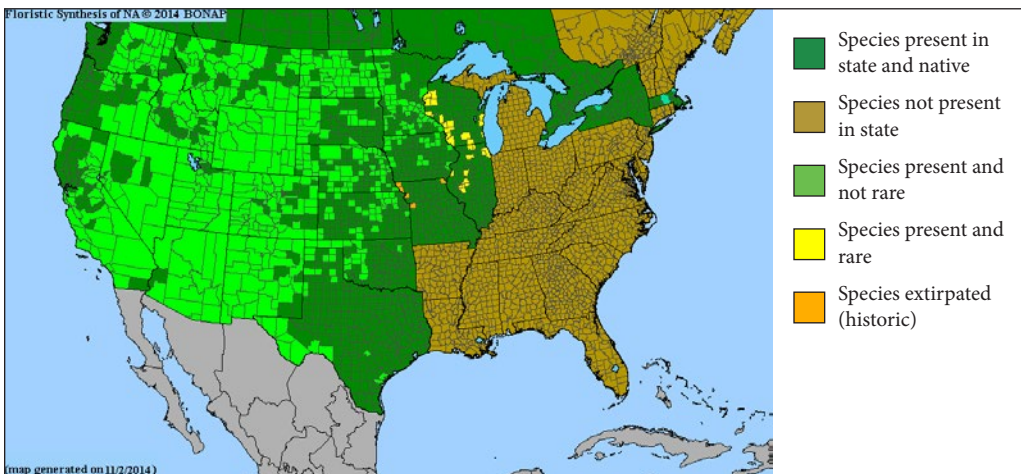 Floristic Synthesis of NA © 2014 BONAP
Species present in
state and native
Species not present
in state
Species present and
not rare
Species present and
rare
Species extirpated
(historic)
(map generated on 11/2/2014)